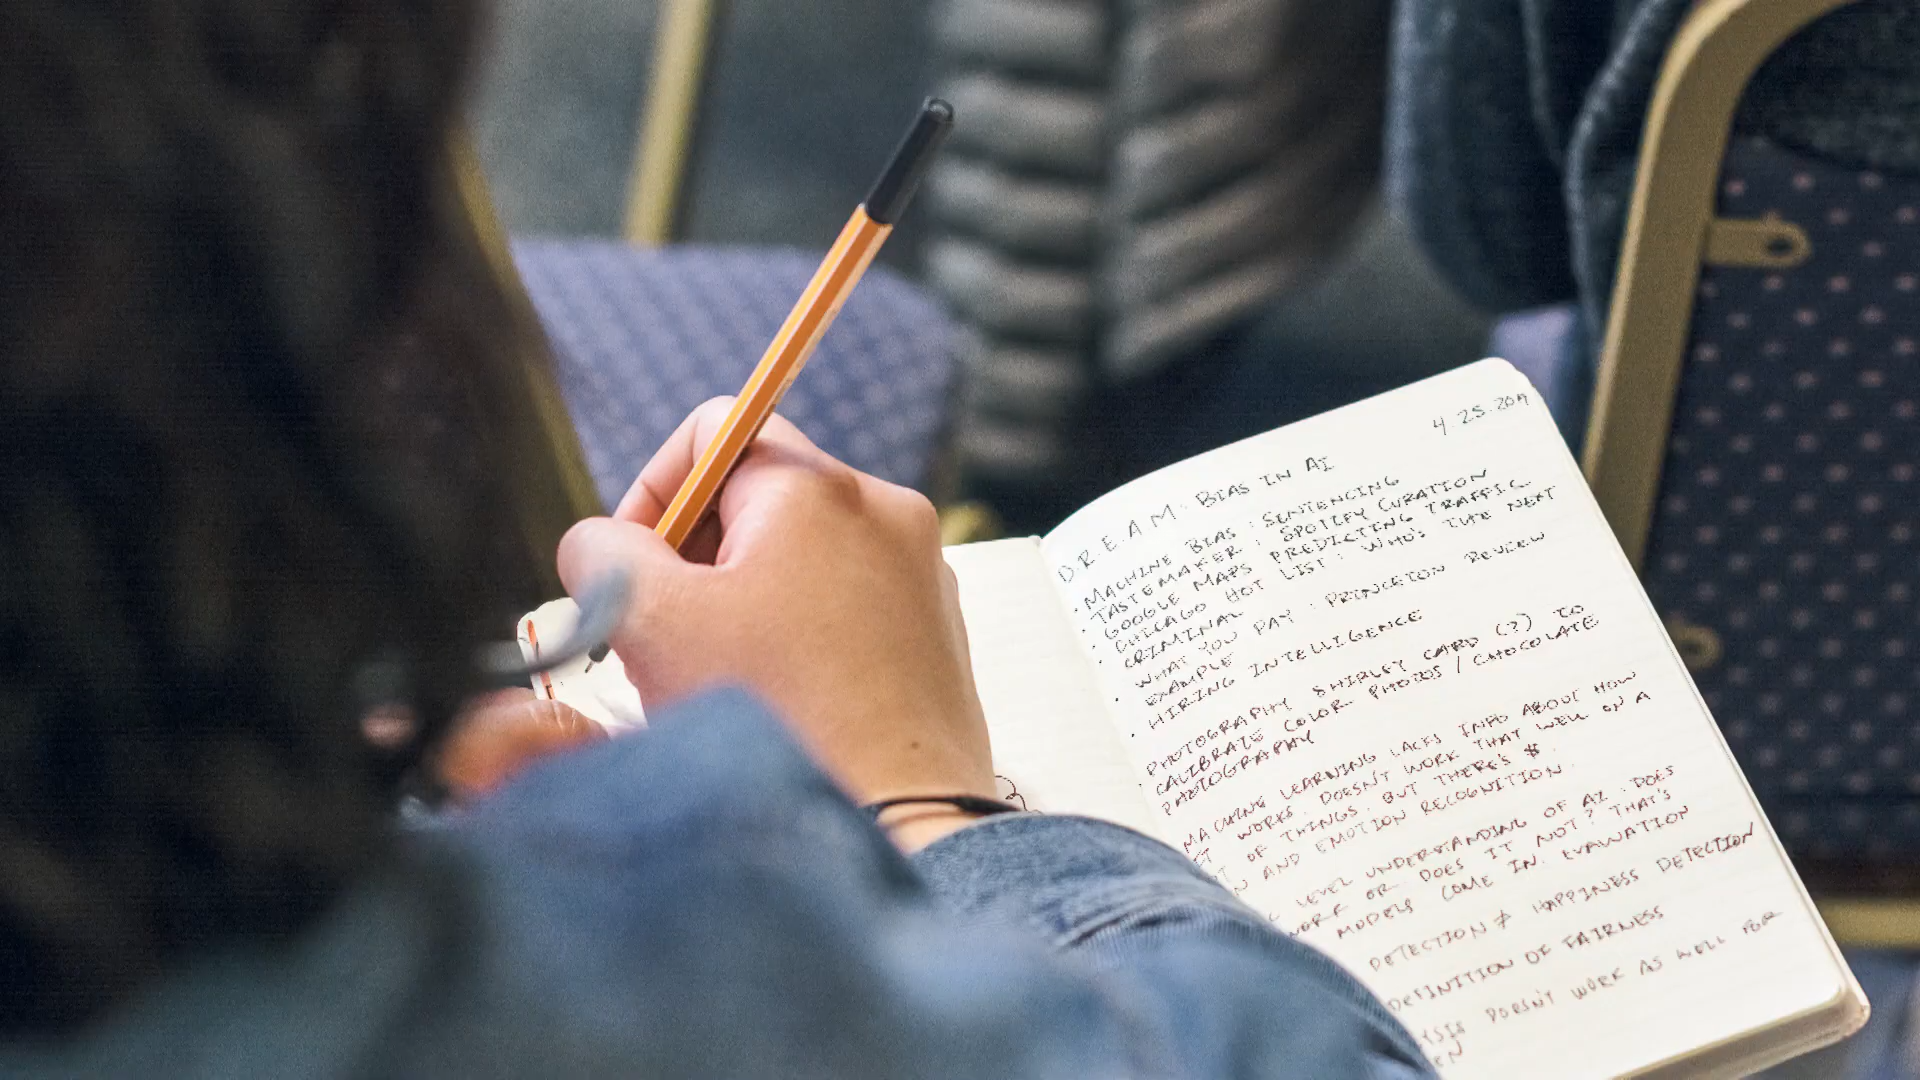 4.25.2019
D.R.E.A.M: BIAS IN AI
• MACHINE BIAS: SENTENCING
• TASTEMAKER: SPOTIFY CURATION
• GOOGLE MAPS PREDICTING TRAFFIC
• CHICAGO HOT LIST: WHO'S THE NEXT
CRIMINAL
• WHAT YOU PAY: PRINCETON REVIEW
EXAMPLE
• HIRING INTELLIGENCE
PHOTOGRAPHY SHIRLEY CARD (?) TO
CALIBRATE COLOR PHOTOS / CHOCOLATE
PHOTOGRAPHY
MACHINE LEARNING LACKS INFO ABOUT HOW
IT WORKS. DOESN'T WORK THAT WELL ON A
OF THINGS. BUT THERE'S $
AND EMOTION RECOGNITION.
LEVEL UNDERSTANDING OF AI: DOES
WORK OR DOES IT NOT? THAT'S
MODELS COME IN. EVALUATION
DETECTION ≠ HAPPINESS DETECTION
DEFINITION OF FAIRNESS
DOESN'T WORK AS WELL FOR